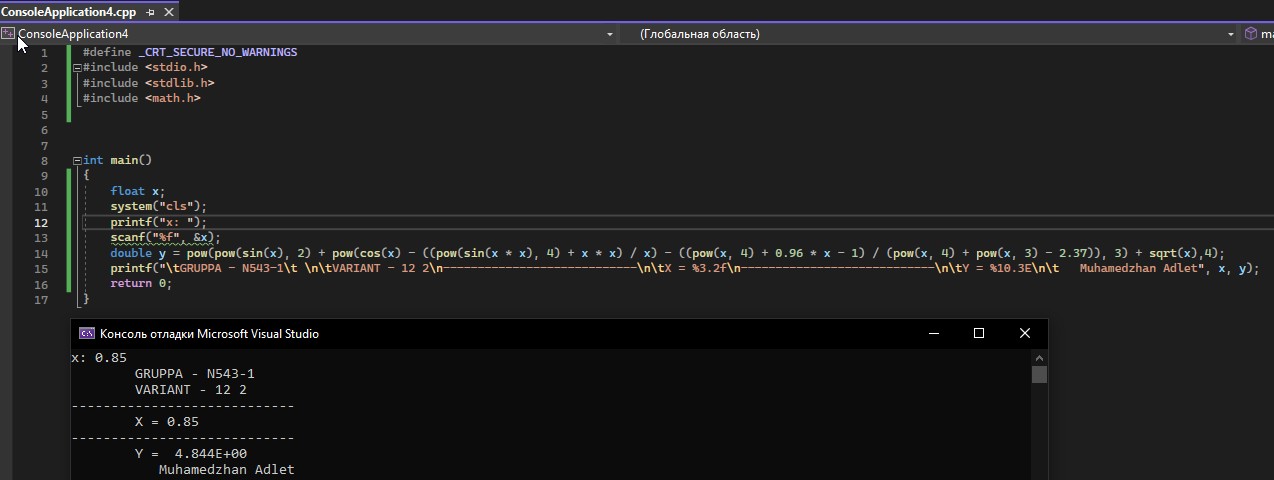 ConsoleApplication4.cpp
ConsoleApplication4 (Глобальная область) ma
1 #define _CRT_SECURE_NO_WARNINGS
2 #include <stdio.h>
3 #include <stdlib.h>
4 #include <math.h>
5
6
7
8 int main()
9 {
10 float x;
11 system("cls");
12 printf("x: ");
13 scanf("%f", &x);
14 double y = pow(pow(sin(x), 2) + pow(cos(x) - ((pow(sin(x * x), 4) + x * x) / x) - ((pow(x, 4) + 0.96 * x - 1) / (pow(x, 4) + pow(x, 3) - 2.37)), 3) + sqrt(x),4);
15 printf("\tGRUPPA - N543-1\t \n\tVARIANT - 12 2\n----------------------------\n\tX = %3.2f\n----------------------------\n\tY = %10.3E\n\t   Muhamedzhan Adlet", x, y);
16 return 0;
17 }
Консоль отладки Microsoft Visual Studio
x: 0.85
GRUPPA - N543-1
VARIANT - 12 2
----------------------------
X = 0.85
----------------------------
Y =  4.844E+00
Muhamedzhan Adlet